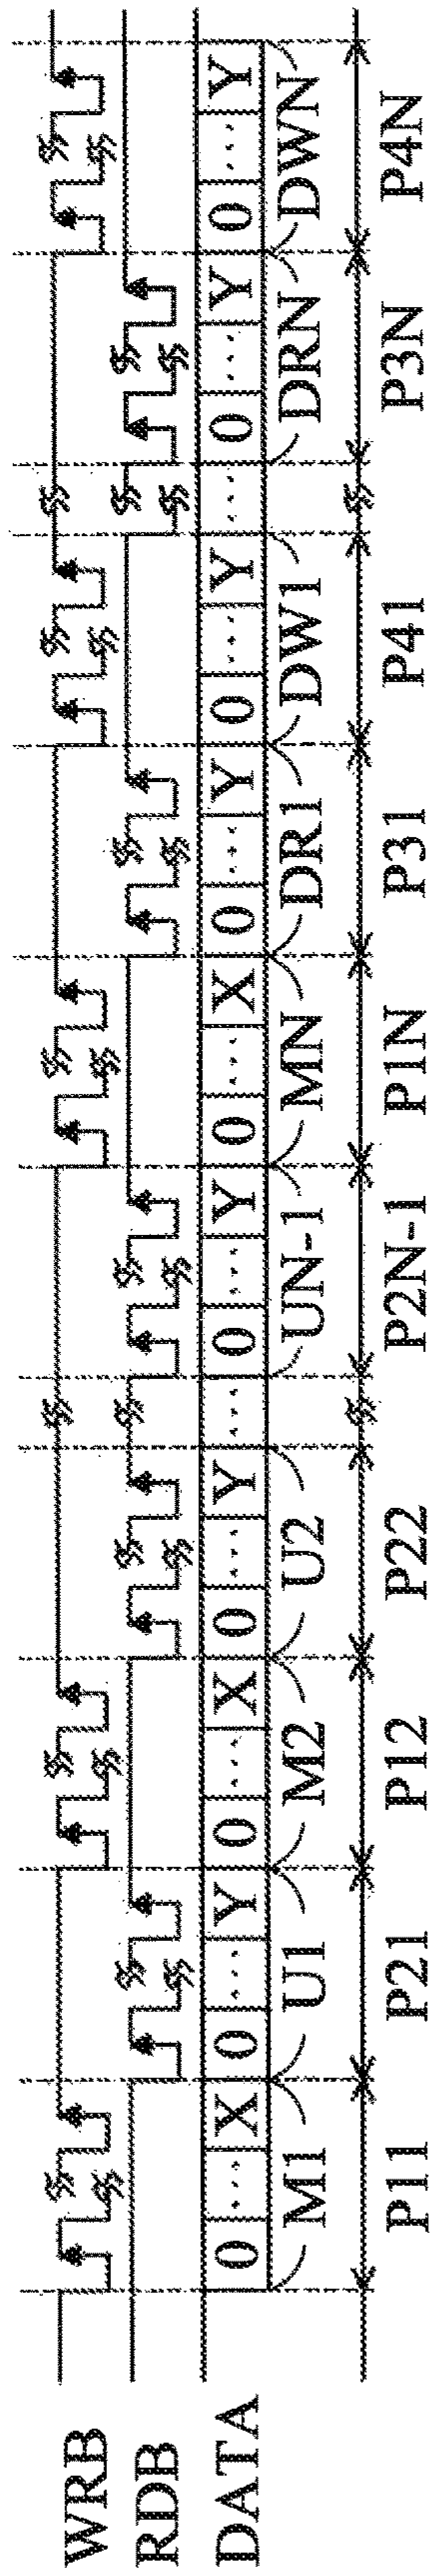 WRB
RDB
DATA 0 ... X 0 ... Y 0 ... X 0 ... Y ... 0 ... Y 0 ... X 0 ... Y 0 ... Y ... 0 ... Y 0 ... Y
M1 U1 M2 U2 UN-1 MN DR1 DW1 DRN DWN
P11 P21 P12 P22 P2N-1 P1N P31 P41 P3N P4N